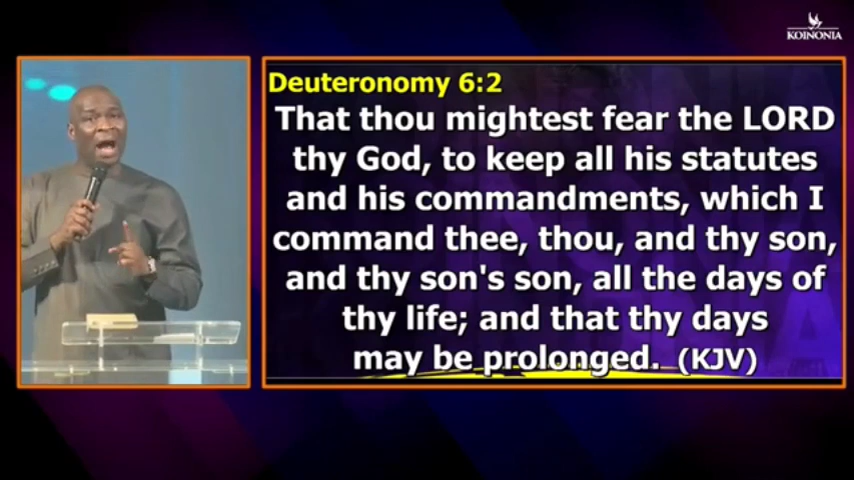 KOINONIA
Deuteronomy 6:2
That thou mightest fear the LORD
thy God, to keep all his statutes
and his commandments, which I
command thee, thou, and thy son,
and thy son's son, all the days of
thy life; and that thy days
may be prolonged. (KJV)